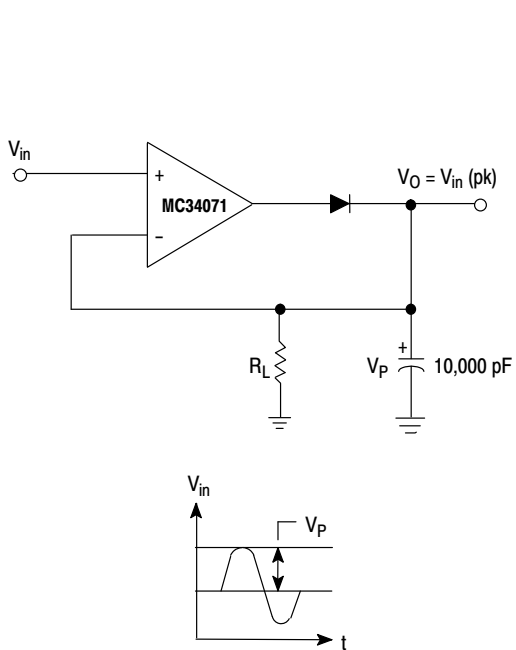 Vin
+
MC34071
−
VO = Vin (pk)
RL
+
VP
10,000 pF
Vin
VP
t